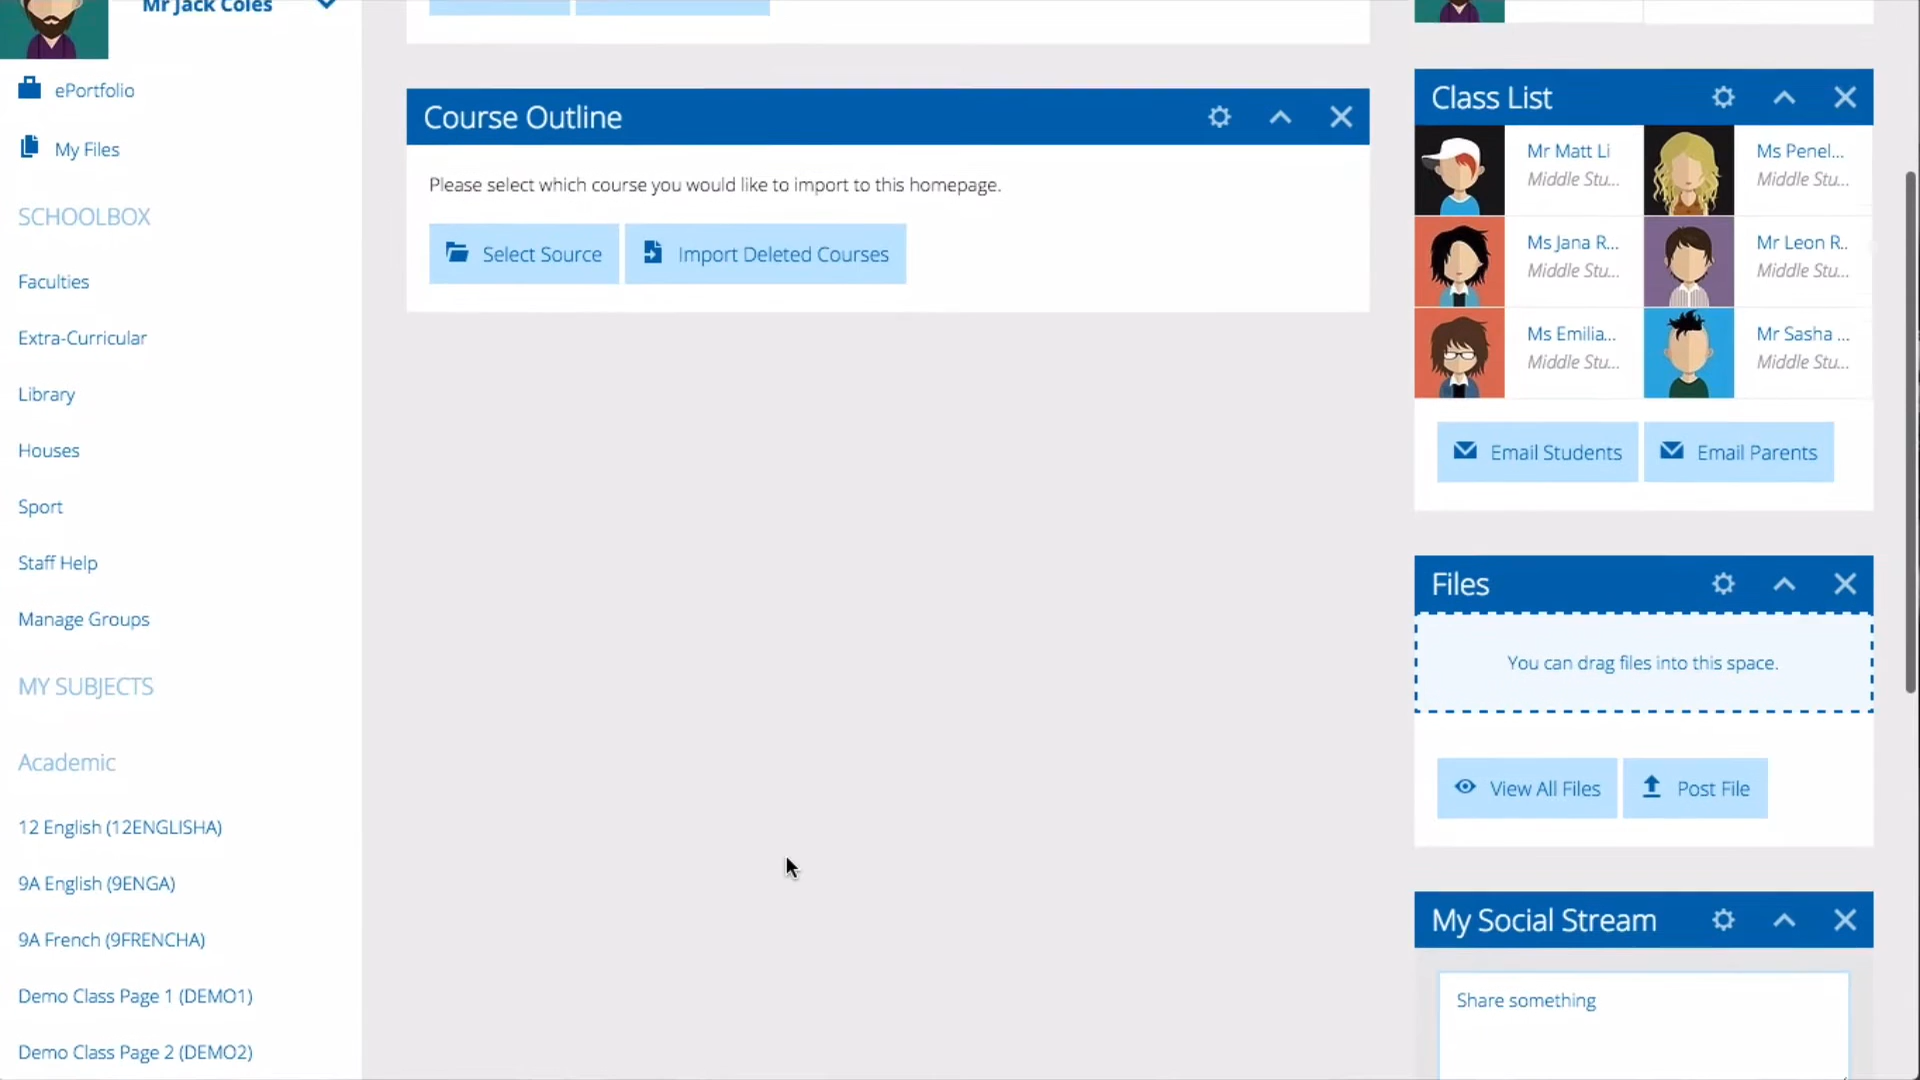 Mr Jack Coles
ePortfolio
My Files
SCHOOLBOX
Faculties
Extra-Curricular
Library
Houses
Sport
Staff Help
Manage Groups
MY SUBJECTS
Academic
12 English (12ENGLISHA)
9A English (9ENGA)
9A French (9FRENCHA)
Demo Class Page 1 (DEMO1)
Demo Class Page 2 (DEMO2)
Course Outline
Please select which course you would like to import to this homepage.
Select Source
Import Deleted Courses
Class List
Mr Matt Li
Middle Stu...
Ms Penel...
Middle Stu...
Ms Jana R...
Middle Stu...
Mr Leon R..
Middle Stu...
Ms Emilia...
Middle Stu...
Mr Sasha ...
Middle Stu...
Email Students
Email Parents
Files
You can drag files into this space.
View All Files
Post File
My Social Stream
Share something